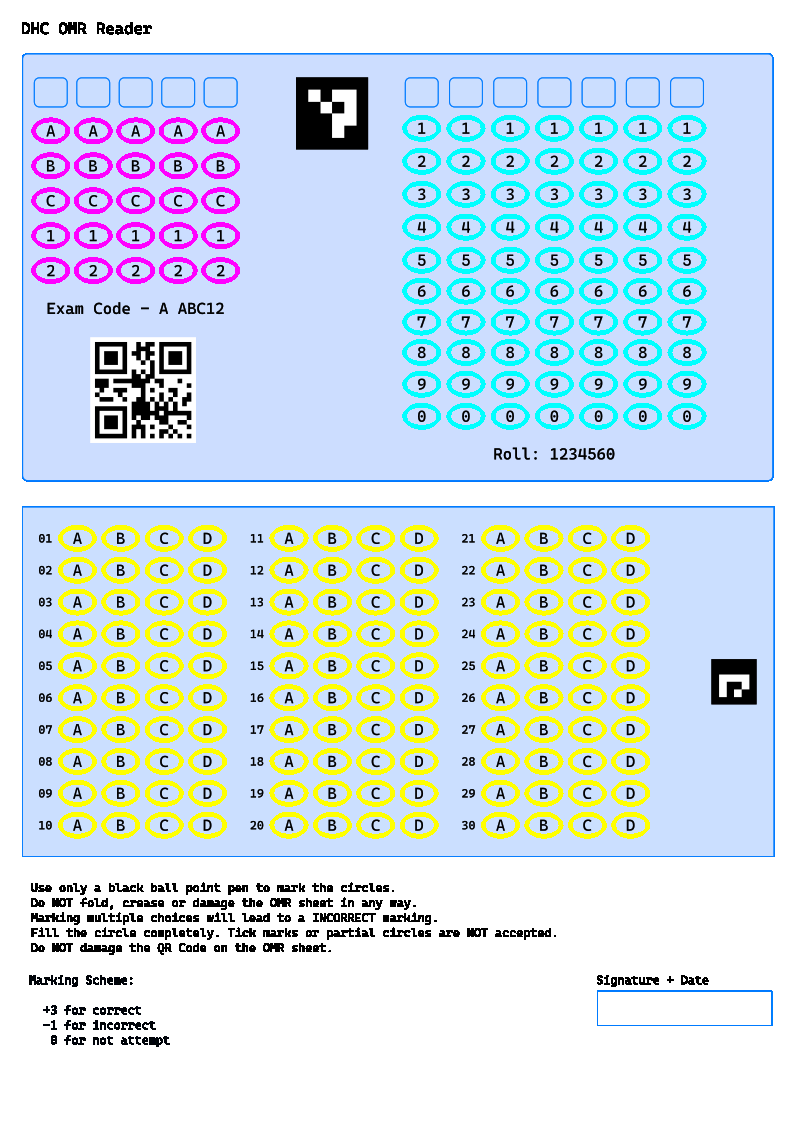 DHC OMR Reader
A A A A A
B B B B B
C C C C C
1 1 1 1 1
2 2 2 2 2
Exam Code - A ABC12
1 1 1 1 1 1 1
2 2 2 2 2 2 2
3 3 3 3 3 3 3
4 4 4 4 4 4 4
5 5 5 5 5 5 5
6 6 6 6 6 6 6
7 7 7 7 7 7 7
8 8 8 8 8 8 8
9 9 9 9 9 9 9
0 0 0 0 0 0 0
Roll: 1234560
01 A B C D
02 A B C D
03 A B C D
04 A B C D
05 A B C D
06 A B C D
07 A B C D
08 A B C D
09 A B C D
10 A B C D
11 A B C D
12 A B C D
13 A B C D
14 A B C D
15 A B C D
16 A B C D
17 A B C D
18 A B C D
19 A B C D
20 A B C D
21 A B C D
22 A B C D
23 A B C D
24 A B C D
25 A B C D
26 A B C D
27 A B C D
28 A B C D
29 A B C D
30 A B C D
Use only a black ball point pen to mark the circles.
Do NOT fold, crease or damage the OMR sheet in any way.
Marking multiple choices will lead to a INCORRECT marking.
Fill the circle completely. Tick marks or partial circles are NOT accepted.
Do NOT damage the QR Code on the OMR sheet.
Marking Scheme:
+3 for correct
-1 for incorrect
0 for not attempt
Signature + Date